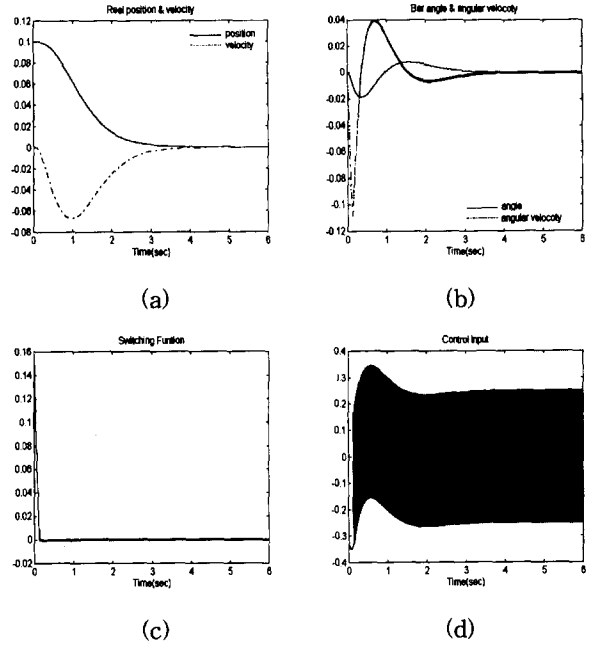 Real position & velocity
0.12
0.1
0.08
0.06
0.04
0.02
0
-0.02
-0.04
-0.06
-0.08
position
velocity
0 1 2 3 4 5 6
Time(sec)
(a)
Bar angle & angular velocoty
0.04
0.02
0
-0.02
-0.04
-0.06
-0.08
-0.1
-0.12
angle
angular velocoty
0 1 2 3 4 5 6
Time(sec)
(b)
Switching Funtion
0.16
0.14
0.12
0.1
0.08
0.06
0.04
0.02
0
-0.02
0 1 2 3 4 5 6
Time(sec)
(c)
Control Input
0.4
0.3
0.2
0.1
0
-0.1
-0.2
-0.3
-0.4
0 1 2 3 4 5 6
Time(sec)
(d)